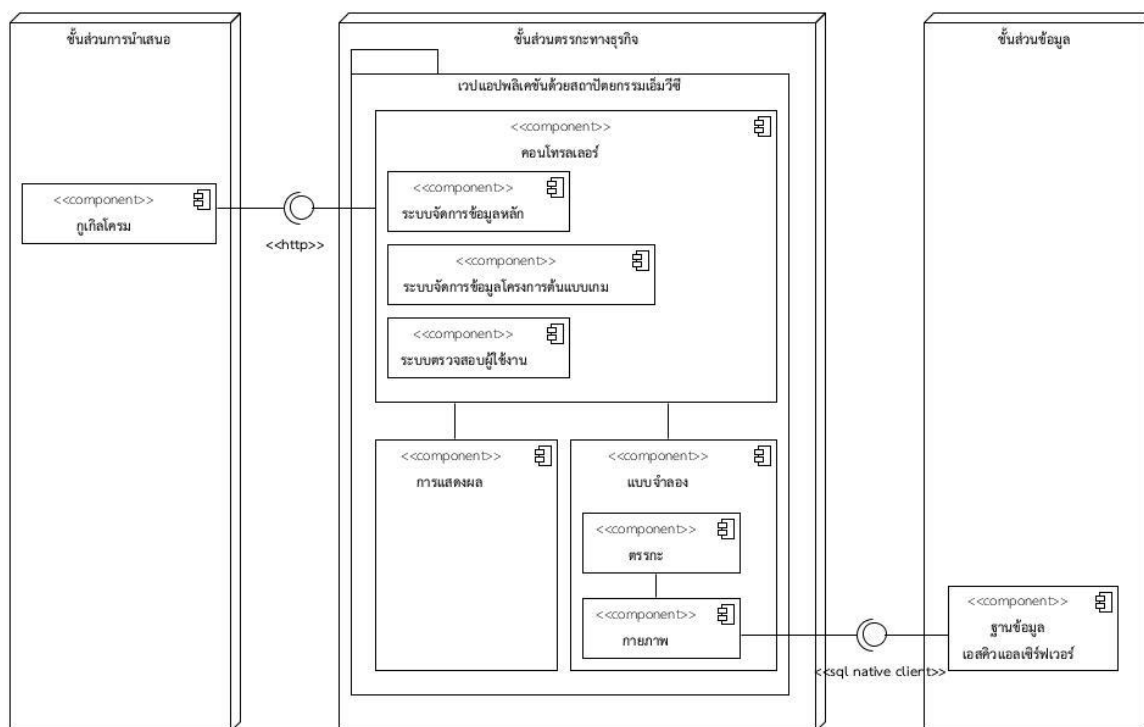 ชั้นส่วนการนำเสนอ
<<component>>
กูเกิลโครม
<<http>>
ชั้นส่วนตรรกะทางธุรกิจ
เวปแอปพลิเคชันด้วยสถาปัตยกรรมเอ็มวีซี
<<component>>
คอนโทรลเลอร์
<<component>>
ระบบจัดการข้อมูลหลัก
<<component>>
ระบบจัดการข้อมูลโครงการต้นแบบเกม
<<component>>
ระบบตรวจสอบผู้ใช้งาน
<<component>>
การแสดงผล
<<component>>
แบบจำลอง
<<component>>
ตรรกะ
<<component>>
กายภาพ
<<sql native client>>
ชั้นส่วนข้อมูล
<<component>>
ฐานข้อมูล
เอสคิวแอลเซิร์ฟเวอร์